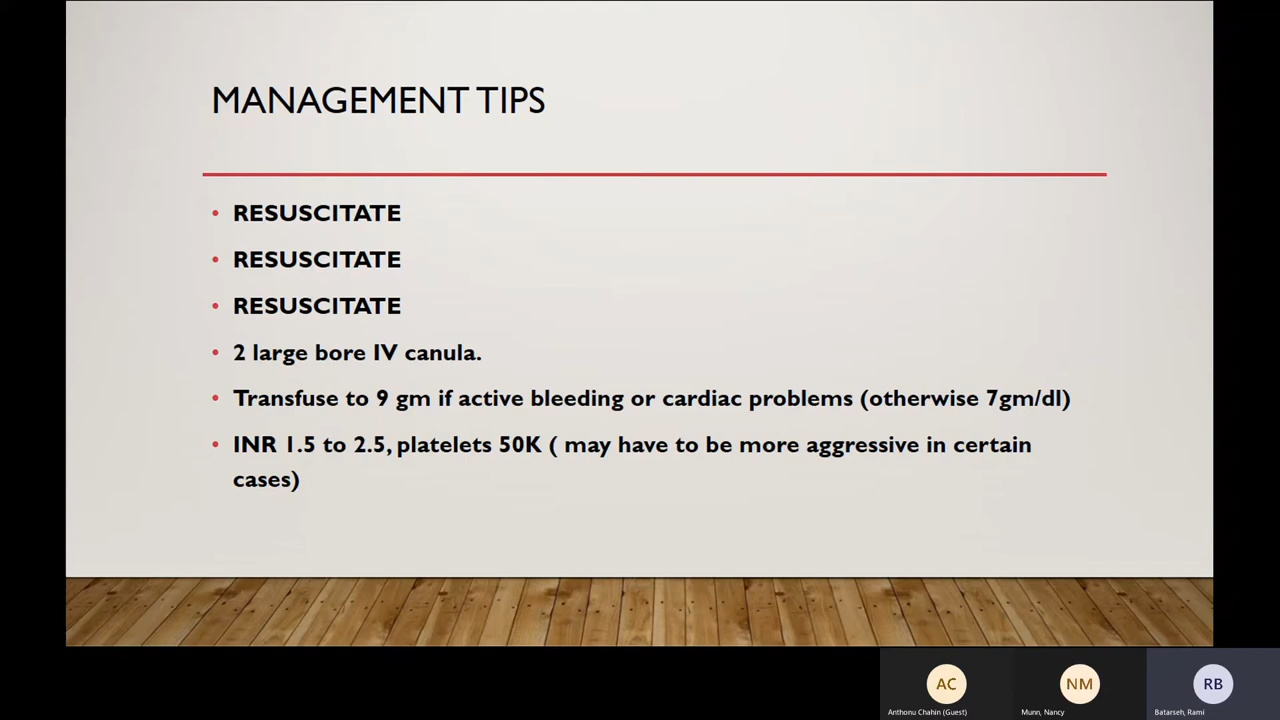 MANAGEMENT TIPS
• RESUSCITATE
• RESUSCITATE
• RESUSCITATE
• 2 large bore IV canula.
• Transfuse to 9 gm if active bleeding or cardiac problems (otherwise 7gm/dl)
• INR 1.5 to 2.5, platelets 50K ( may have to be more aggressive in certain
cases)
AC
NM
RB
Anthonu Chahin (Guest)
Munn, Nancy
Batarseh, Rami